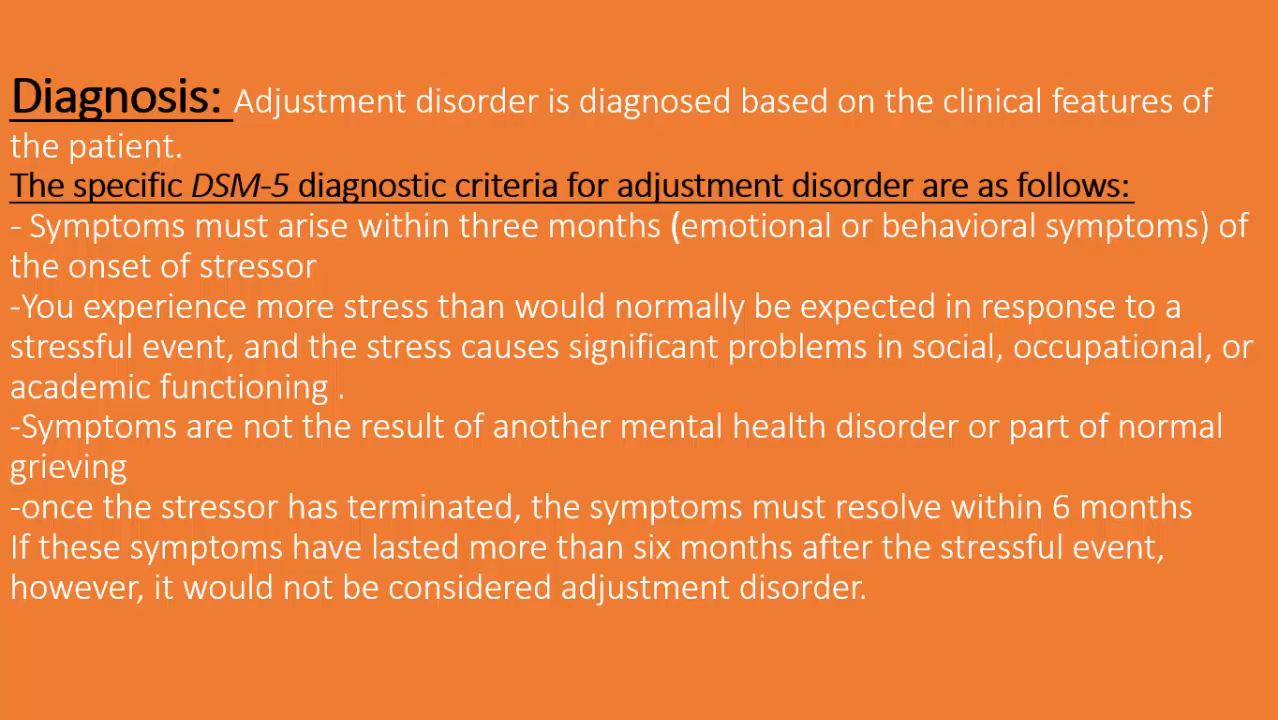 Diagnosis: Adjustment disorder is diagnosed based on the clinical features of
the patient.
The specific DSM-5 diagnostic criteria for adjustment disorder are as follows:
- Symptoms must arise within three months (emotional or behavioral symptoms) of
the onset of stressor
-You experience more stress than would normally be expected in response to a
stressful event, and the stress causes significant problems in social, occupational, or
academic functioning .
-Symptoms are not the result of another mental health disorder or part of normal
grieving
-once the stressor has terminated, the symptoms must resolve within 6 months
If these symptoms have lasted more than six months after the stressful event,
however, it would not be considered adjustment disorder.